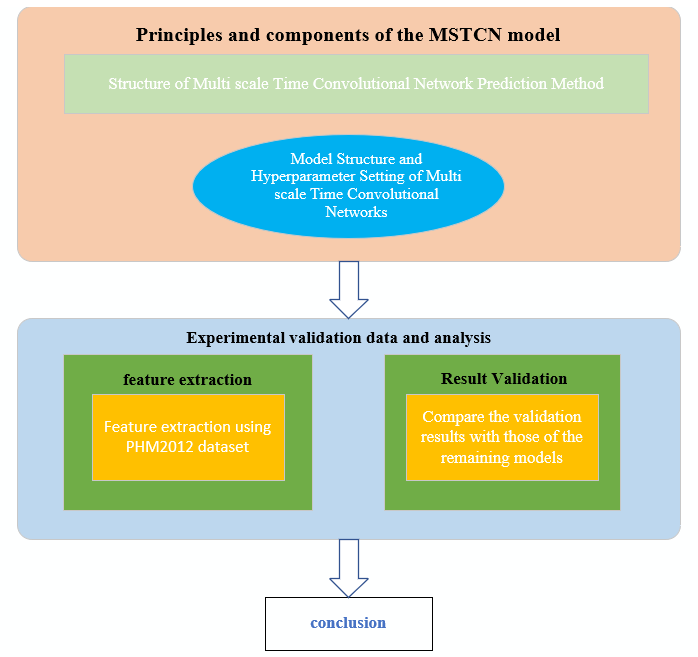 Principles and components of the MSTCN model
Structure of Multi scale Time Convolutional Network Prediction Method
Model Structure and
Hyperparameter Setting of Multi
scale Time Convolutional
Networks
Experimental validation data and analysis
feature extraction
Feature extraction using
PHM2012 dataset
Result Validation
Compare the validation
results with those of the
remaining models
conclusion